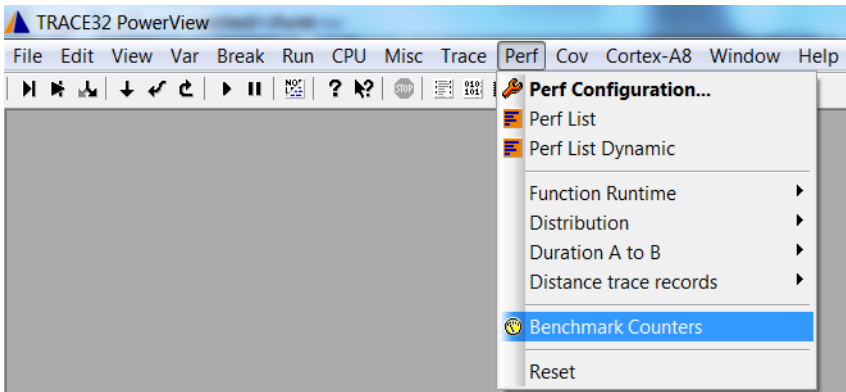 TRACE32 PowerView
File Edit View Var Break Run CPU Misc Trace Perf Cov Cortex-A8 Window Help
Perf Configuration...
Perf List
Perf List Dynamic
Function Runtime
Distribution
Duration A to B
Distance trace records
Benchmark Counters
Reset